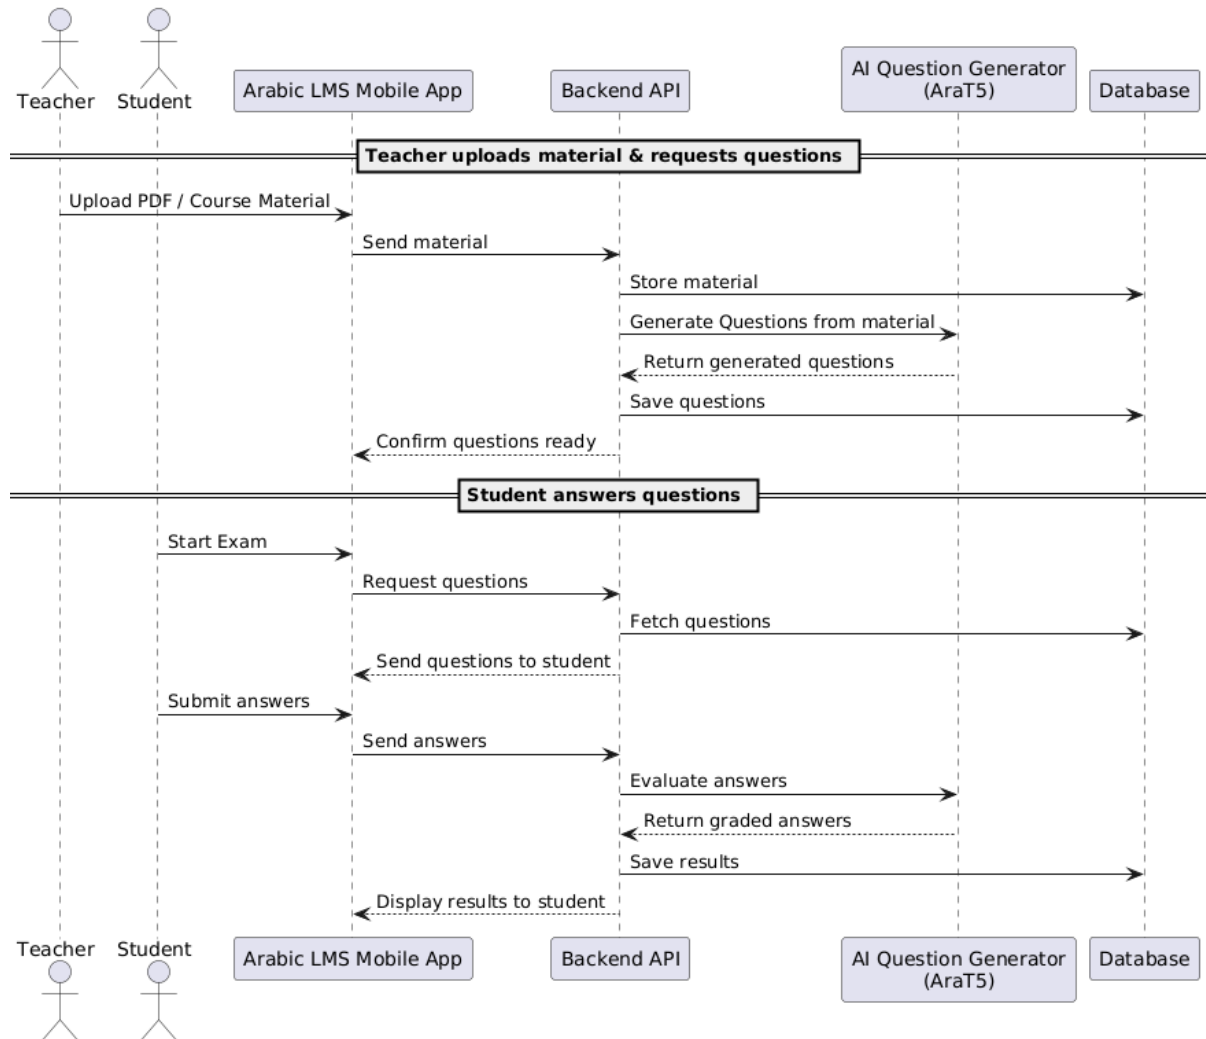 Teacher
Student
Arabic LMS Mobile App
Backend API
AI Question Generator
(AraT5)
Database
Teacher uploads material & requests questions
Upload PDF / Course Material
Send material
Store material
Generate Questions from material
Return generated questions
Save questions
Confirm questions ready
Student answers questions
Start Exam
Request questions
Fetch questions
Send questions to student
Submit answers
Send answers
Evaluate answers
Return graded answers
Save results
Display results to student
Teacher
Student
Arabic LMS Mobile App
Backend API
AI Question Generator
(AraT5)
Database